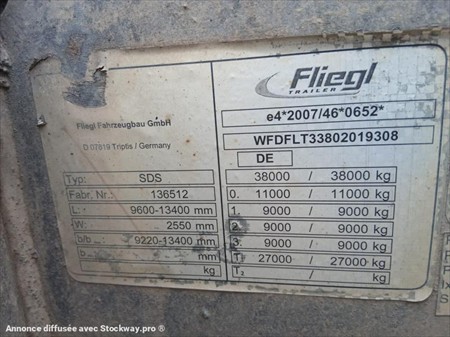 Fliegl
TRAILER
Fliegl Fahrzeugbau GmbH
D 07819 Triptis / Germany
e4*2007/46*0652*
WFDFLT33802019308
DE
Typ: SDS
Fabr. Nr.: 136512
L: 9600-13400 mm
W: 2550 mm
b/b 9220-13400 mm
b mm
kg
38000 / 38000 kg
0. 11000 / 11000 kg
1. 9000 / 9000 kg
2. 9000 / 9000 kg
3. 9000 / 9000 kg
T: 27000 / 27000 kg
T₃ / kg
Annonce diffusée avec Stockway.pro ®